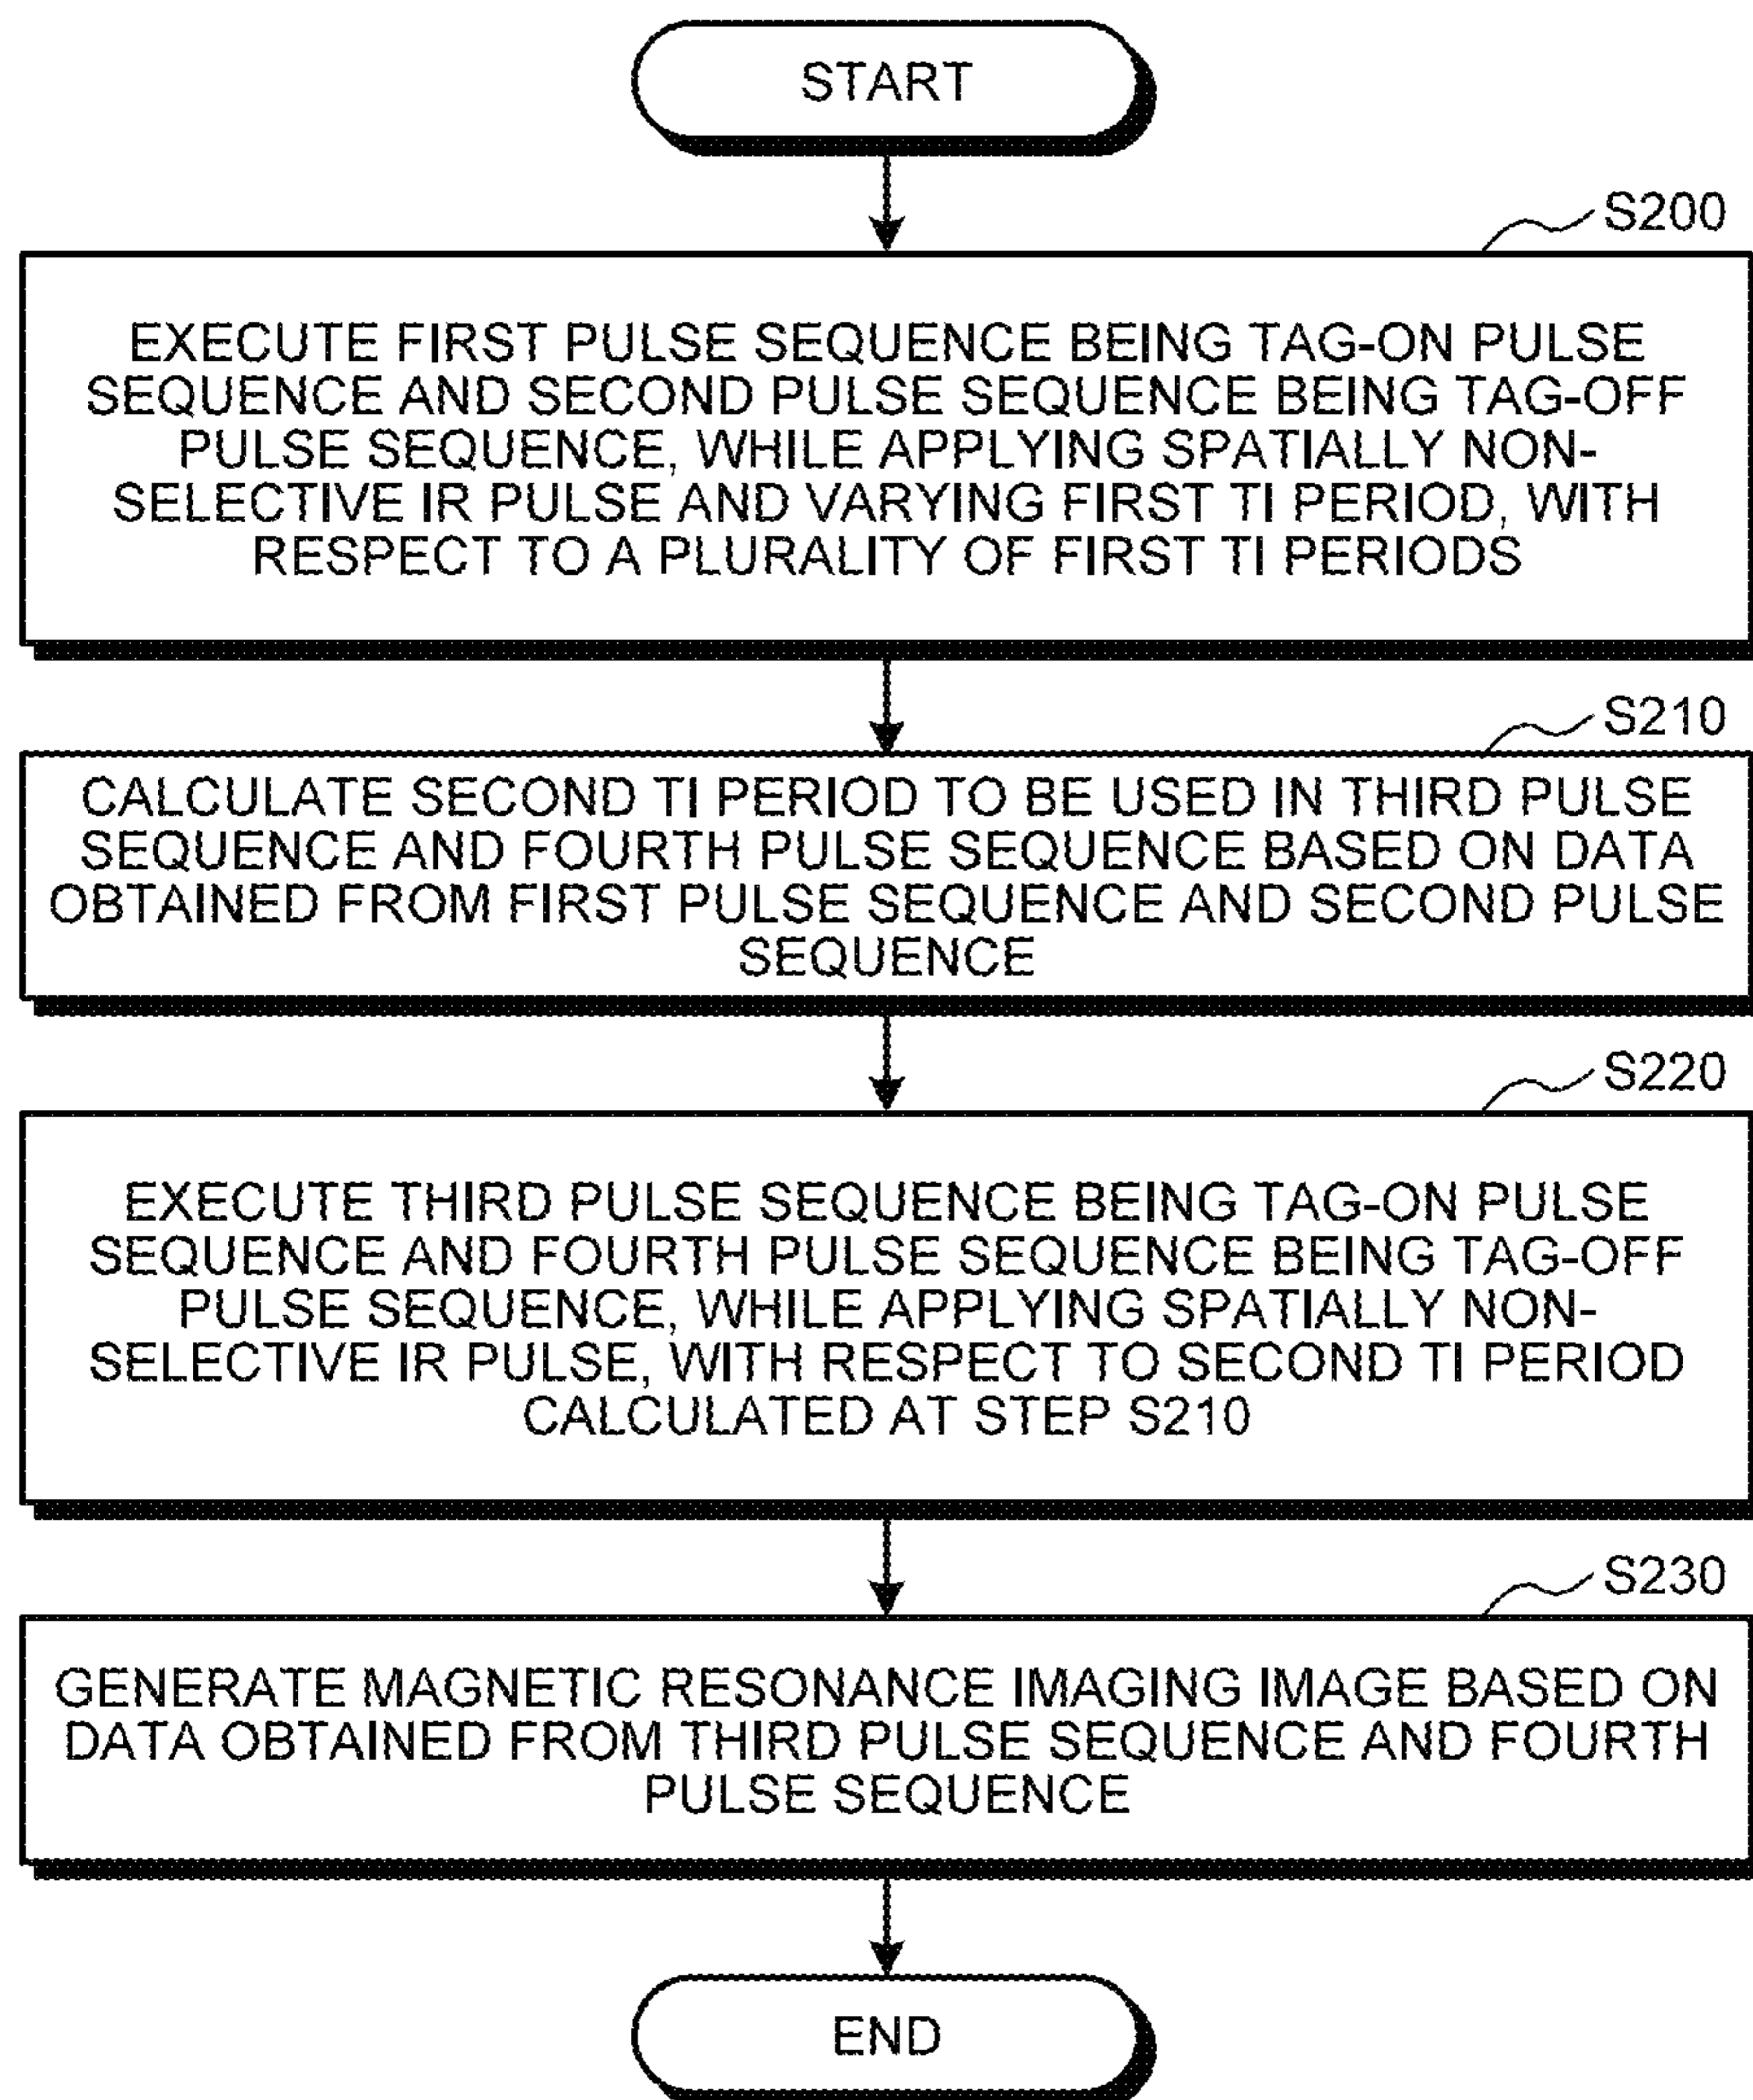 START
S200
EXECUTE FIRST PULSE SEQUENCE BEING TAG-ON PULSE
SEQUENCE AND SECOND PULSE SEQUENCE BEING TAG-OFF
PULSE SEQUENCE, WHILE APPLYING SPATIALLY NON-
SELECTIVE IR PULSE AND VARYING FIRST TI PERIOD, WITH
RESPECT TO A PLURALITY OF FIRST TI PERIODS
S210
CALCULATE SECOND TI PERIOD TO BE USED IN THIRD PULSE
SEQUENCE AND FOURTH PULSE SEQUENCE BASED ON DATA
OBTAINED FROM FIRST PULSE SEQUENCE AND SECOND PULSE
SEQUENCE
S220
EXECUTE THIRD PULSE SEQUENCE BEING TAG-ON PULSE
SEQUENCE AND FOURTH PULSE SEQUENCE BEING TAG-OFF
PULSE SEQUENCE, WHILE APPLYING SPATIALLY NON-
SELECTIVE IR PULSE, WITH RESPECT TO SECOND TI PERIOD
CALCULATED AT STEP S210
S230
GENERATE MAGNETIC RESONANCE IMAGING IMAGE BASED ON
DATA OBTAINED FROM THIRD PULSE SEQUENCE AND FOURTH
PULSE SEQUENCE
END